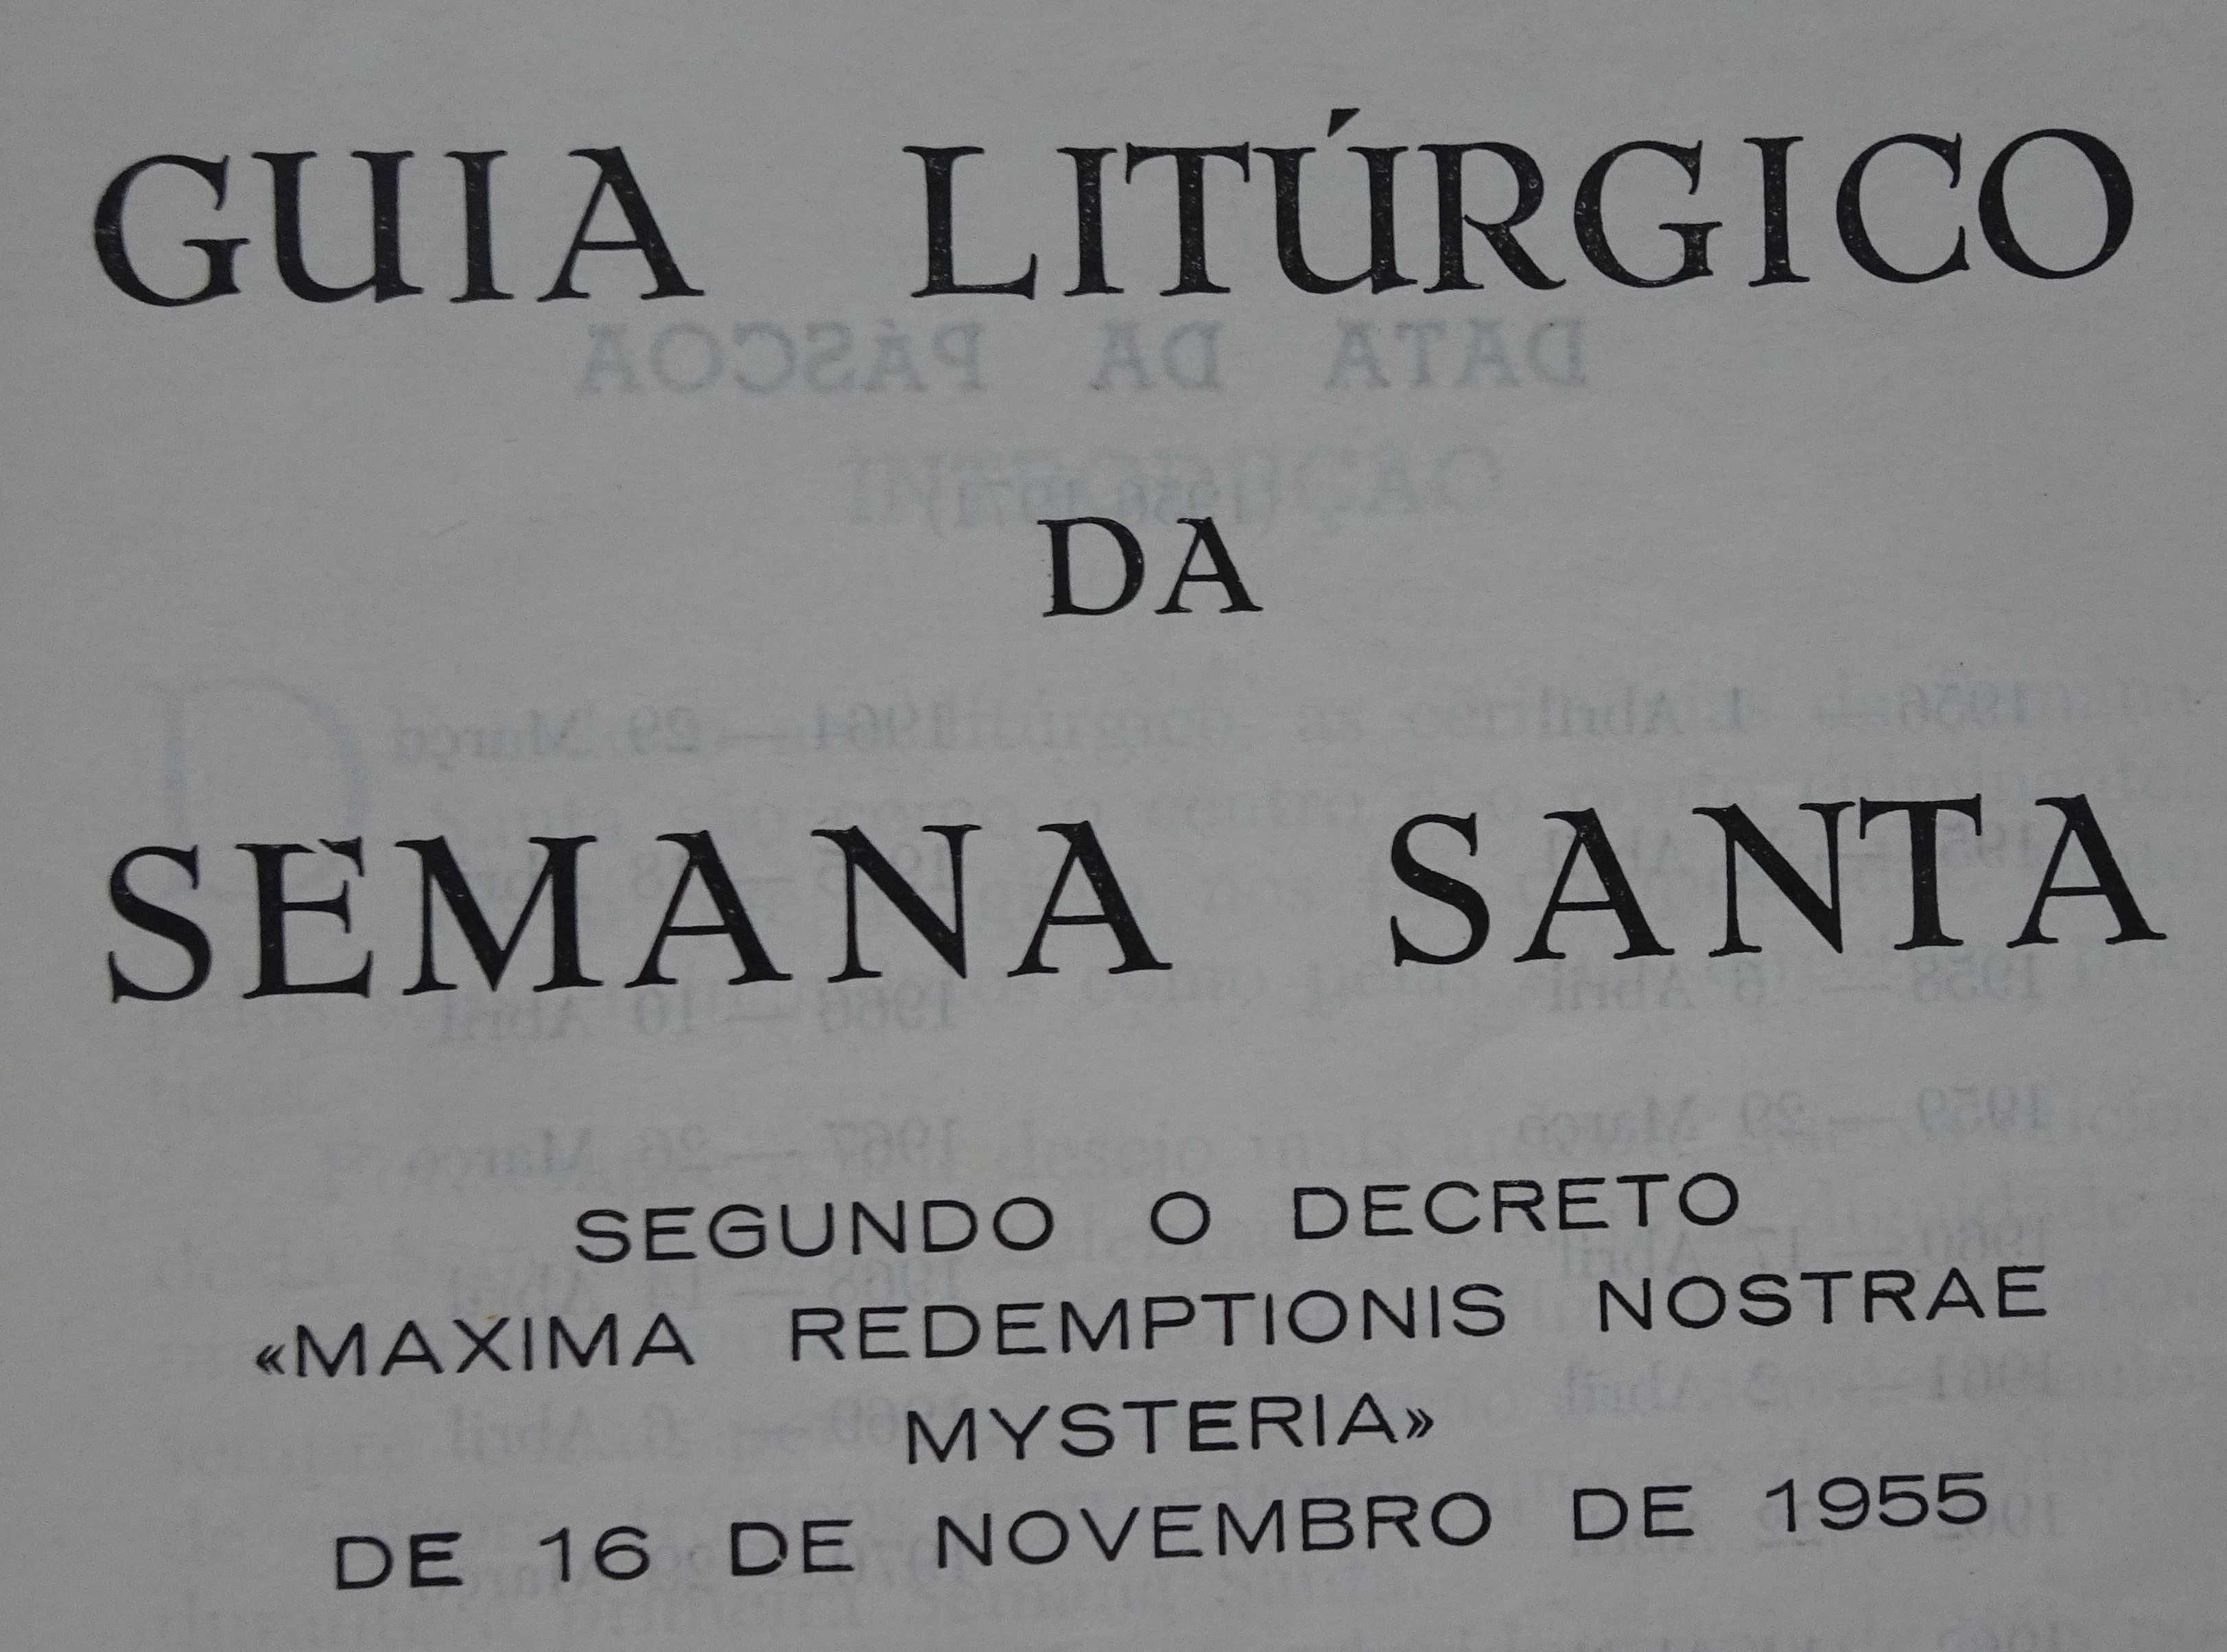 GUIA LITÚRGICO
DA
SEMANA SANTA
SEGUNDO O DECRETO
«MAXIMA REDEMPTIONIS NOSTRAE
MYSTERIA»
DE 16 DE NOVEMBRO DE 1955